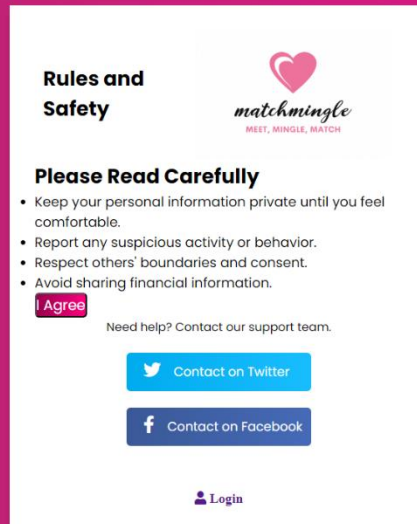 Rules and
Safety
matchmingle
MEET, MINGLE, MATCH
Please Read Carefully
• Keep your personal information private until you feel
comfortable.
• Report any suspicious activity or behavior.
• Respect others' boundaries and consent.
• Avoid sharing financial information.
I Agree
Need help? Contact our support team.
Contact on Twitter
Contact on Facebook
Login